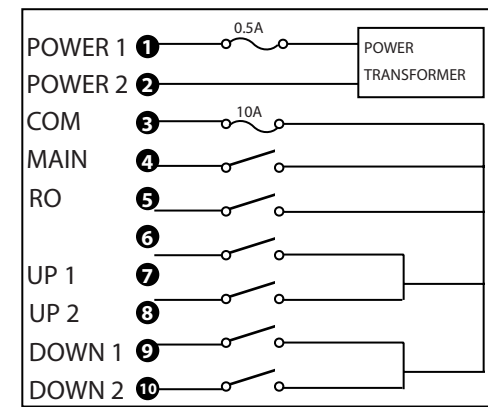 POWER 1 1 0.5A POWER
POWER 2 2 TRANSFORMER
COM 3 10A
MAIN 4
RO 5
6
UP 1 7
UP 2 8
DOWN 1 9
DOWN 2 10